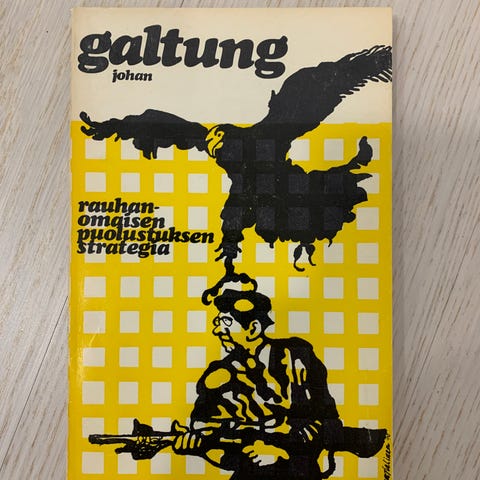 galtung
johan
rauhan-
omaisen
puolustuksen
strategia